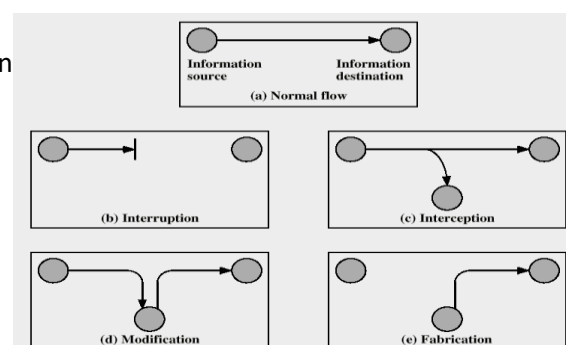 n
Information Information
source destination
(a) Normal flow
(b) Interruption (c) Interception
(d) Modification (e) Fabrication